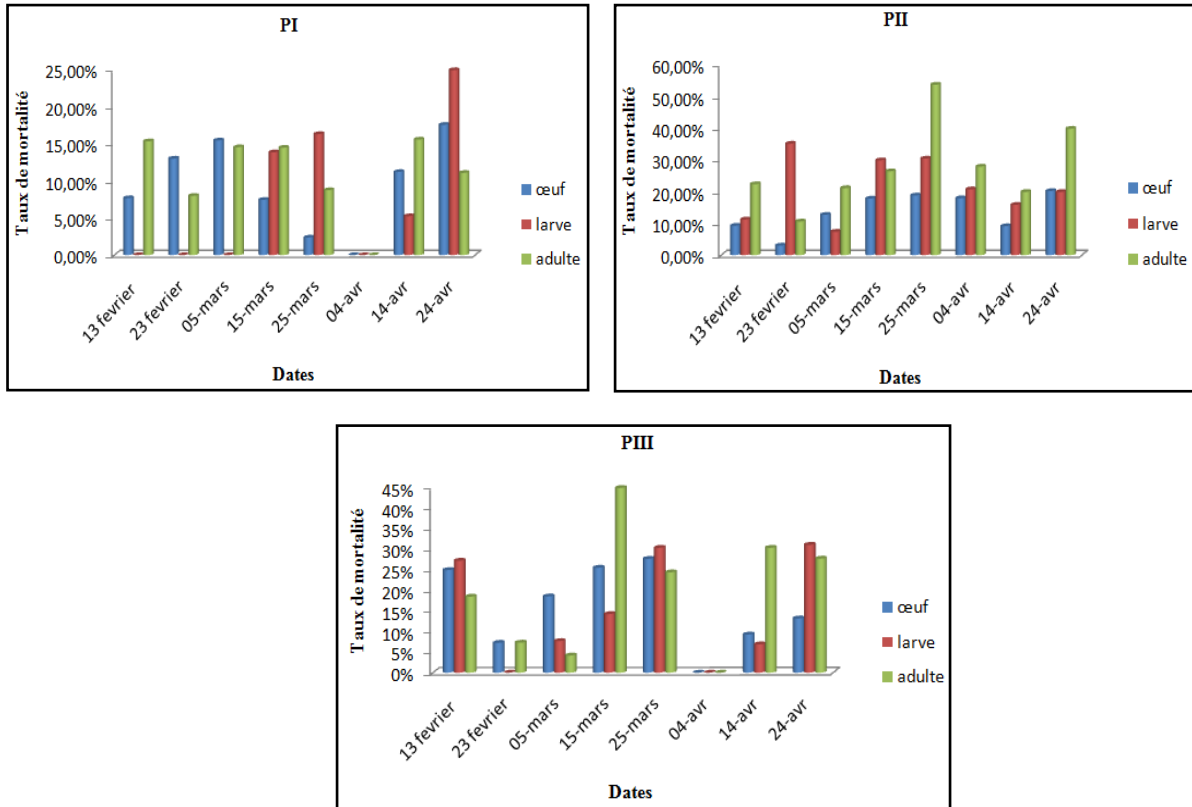 PI
Taux de mortalité
25,00%
20,00%
15,00%
10,00%
5,00%
0,00%
13 fevrier
23 fevrier
05-mars
15-mars
25-mars
04-avr
14-avr
24-avr
Dates
œuf
larve
adulte
PII
Taux de mortalité
60,00%
50,00%
40,00%
30,00%
20,00%
10,00%
0,00%
13 fevrier
23 fevrier
05-mars
15-mars
25-mars
04-avr
14-avr
24-avr
Dates
œuf
larve
adulte
PIII
Taux de mortalité
45%
40%
35%
30%
25%
20%
15%
10%
5%
0%
13 fevrier
23 fevrier
05-mars
15-mars
25-mars
04-avr
14-avr
24-avr
Dates
œuf
larve
adulte